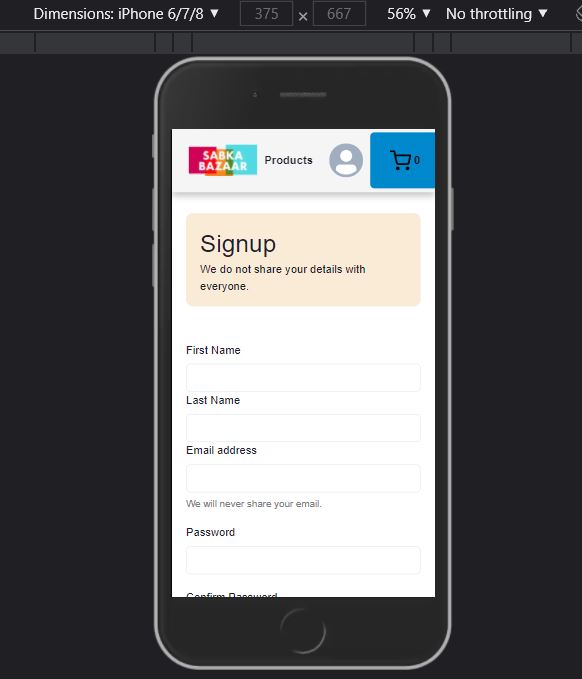 Dimensions: iPhone 6/7/8 ▼ 375 × 667 56% ▼ No throttling ▼
SABKA
BAZAAR
Products
0
Signup
We do not share your details with
everyone.
First Name
Last Name
Email address
We will never share your email.
Password
Confirm Password